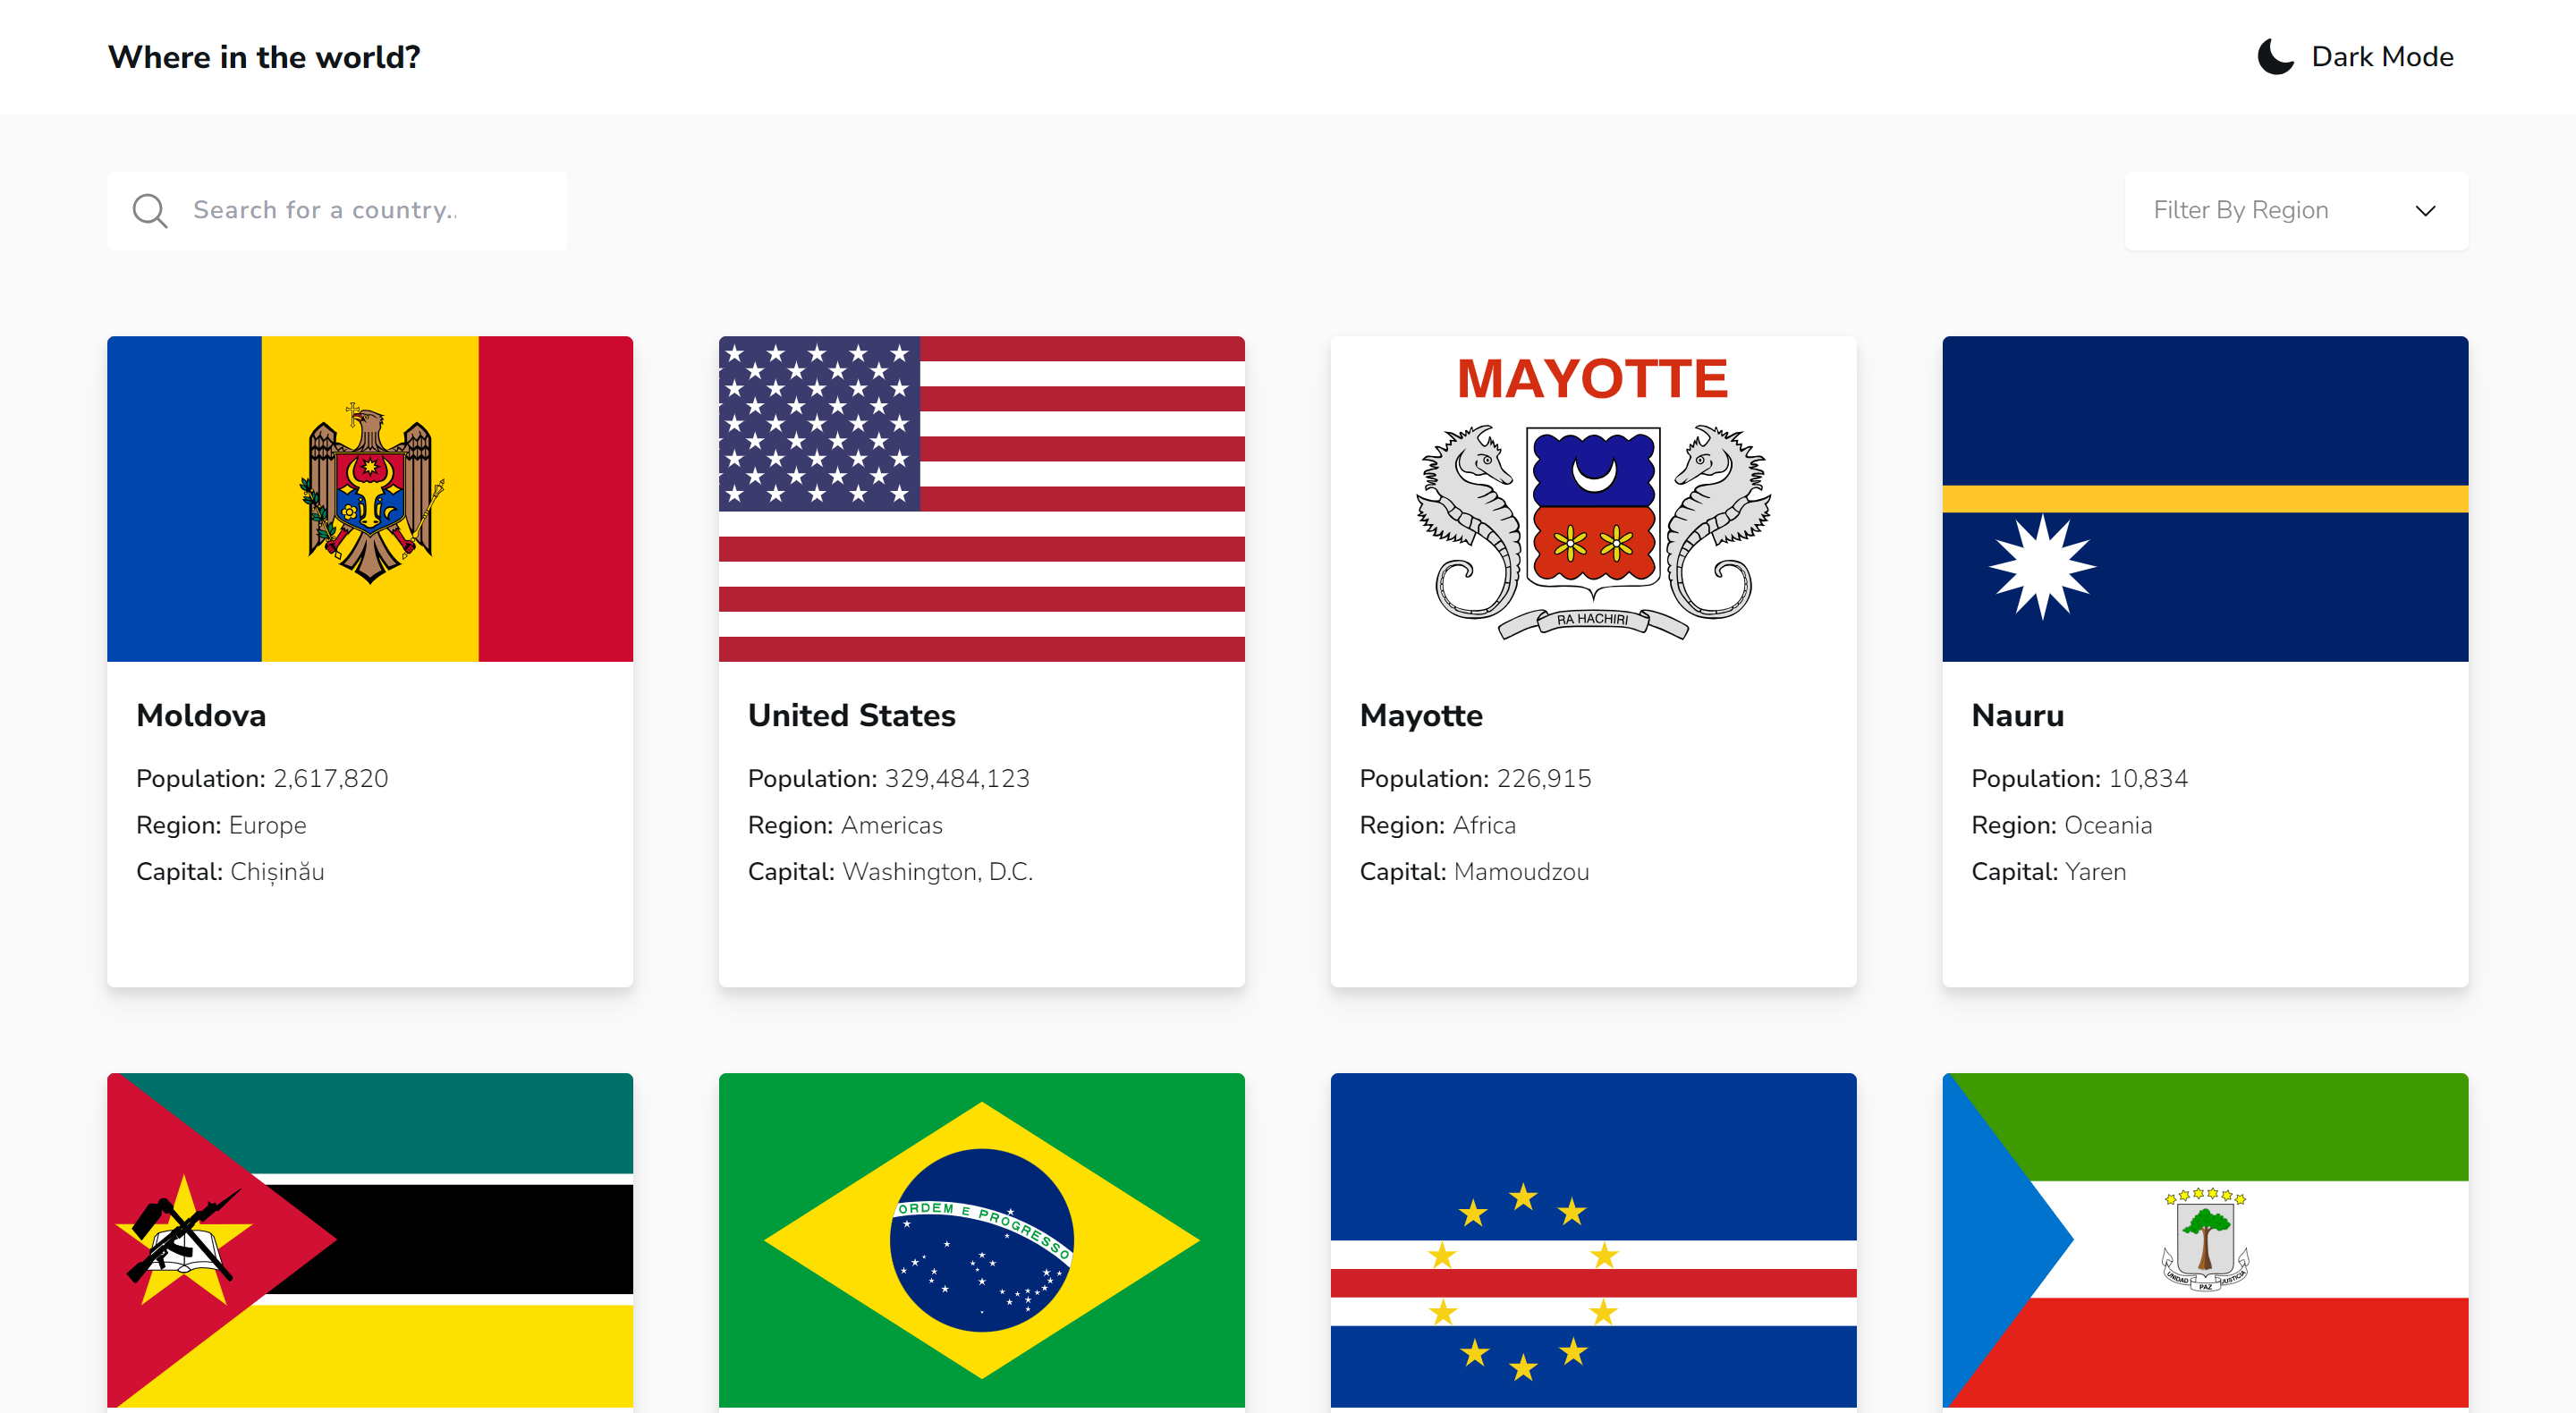 Where in the world?
Dark Mode
Search for a country..
Filter By Region
MAYOTTE
RA HACHIRI
Moldova
Population: 2,617,820
Region: Europe
Capital: Chișinău
United States
Population: 329,484,123
Region: Americas
Capital: Washington, D.C.
Mayotte
Population: 226,915
Region: Africa
Capital: Mamoudzou
Nauru
Population: 10,834
Region: Oceania
Capital: Yaren
ORDEM E PROGRESSO
UNIDAD PAZ JUSTICIA